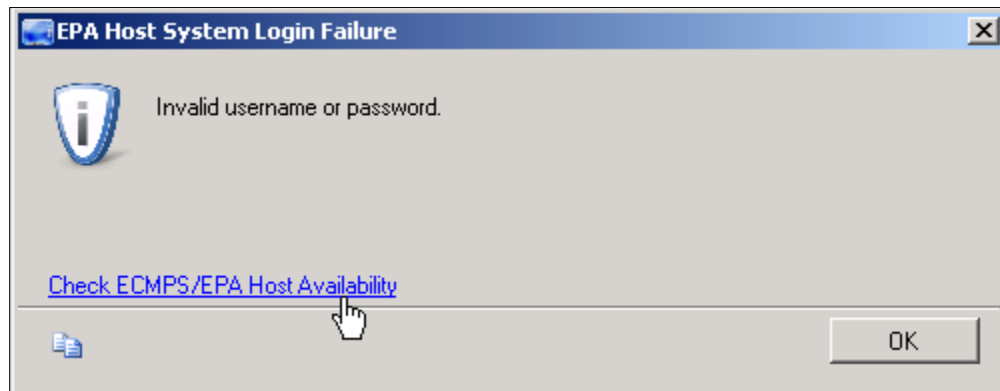 EPA Host System Login Failure
Invalid username or password.
Check ECMPS/EPA Host Availability
OK